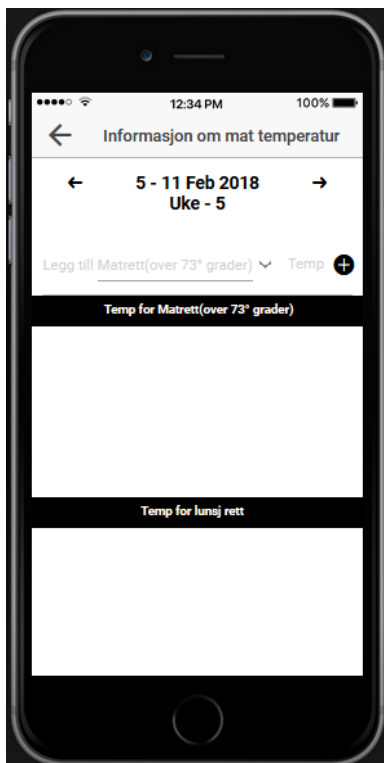 12:34 PM 100%
Informasjon om mat temperatur
5 - 11 Feb 2018
Uke - 5
Legg till Matrett(over 73° grader) Temp
Temp for Matrett(over 73° grader)
Temp for lunsj rett